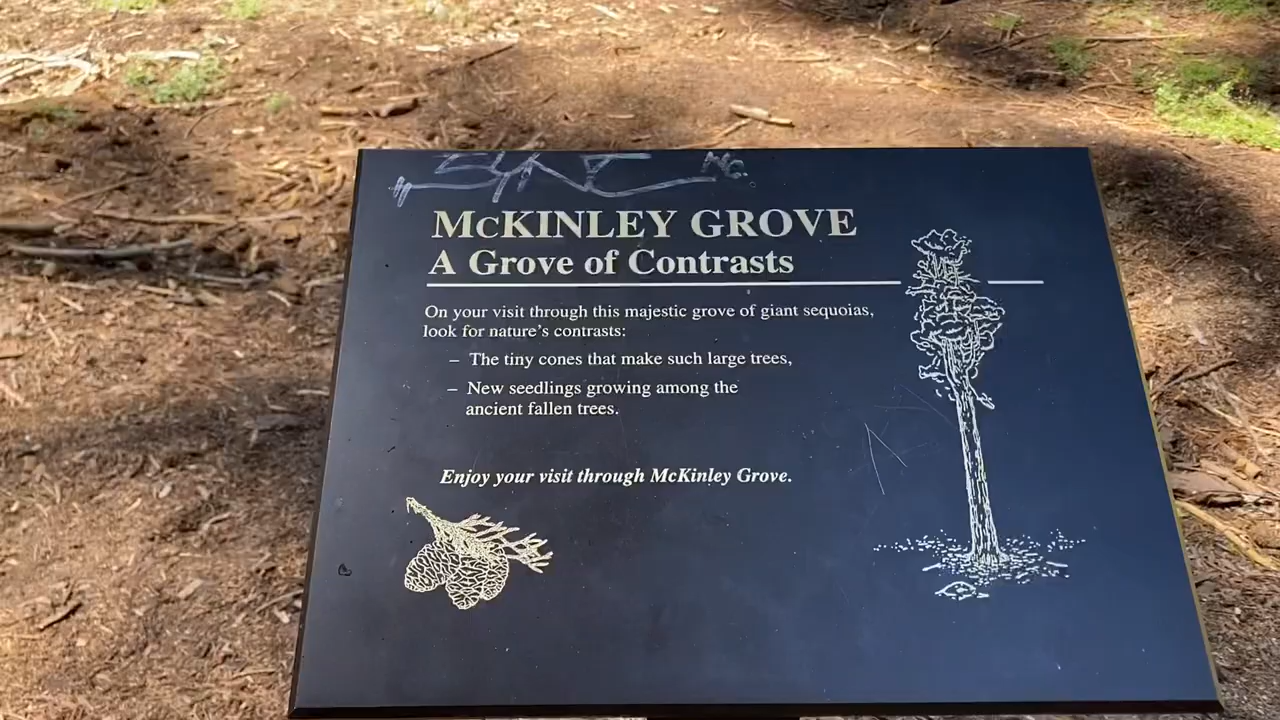 McKINLEY GROVE
A Grove of Contrasts
On your visit through this majestic grove of giant sequoias,
look for nature's contrasts:
– The tiny cones that make such large trees,
– New seedlings growing among the
ancient fallen trees.
Enjoy your visit through McKinley Grove.